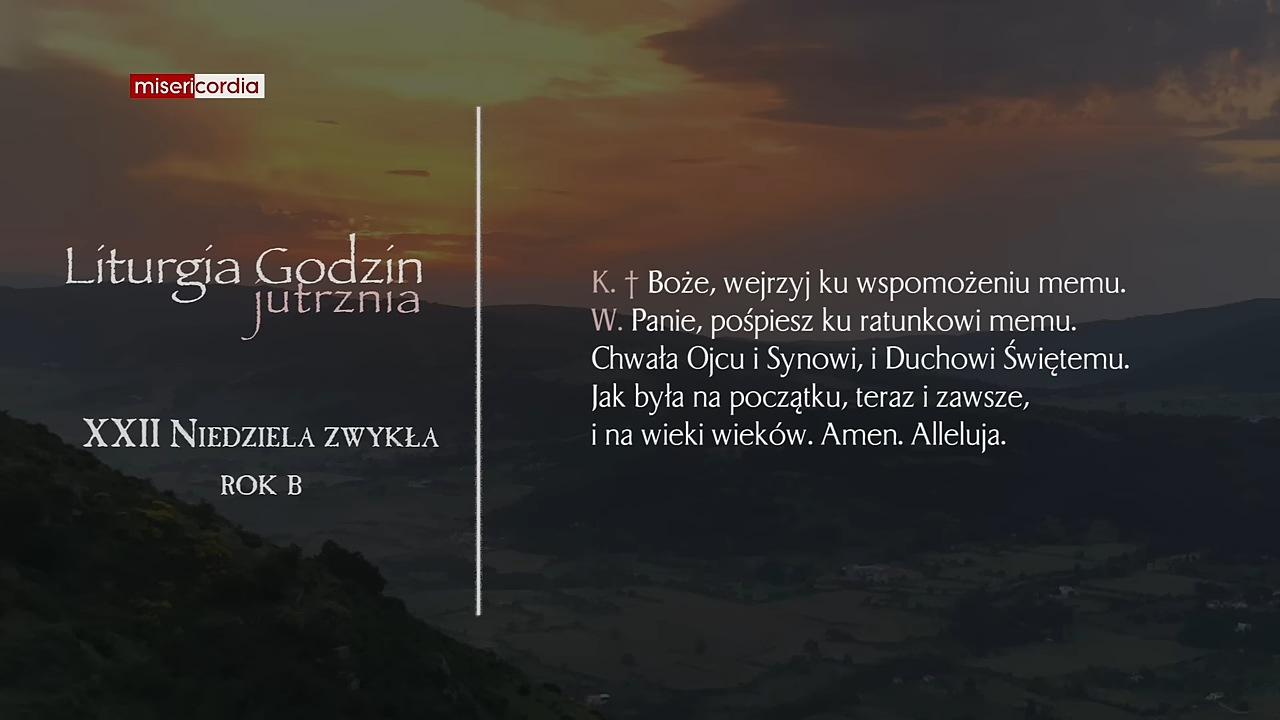 misericordia
Liturgia Godzin
jutrznia
XXII Niedziela zwykła
rok B
K. † Boże, wejrzyj ku wspomożeniu memu.
W. Panie, pośpiesz ku ratunkowi memu.
Chwała Ojcu i Synowi, i Duchowi Świętemu.
Jak była na początku, teraz i zawsze,
i na wieki wieków. Amen. Alleluja.